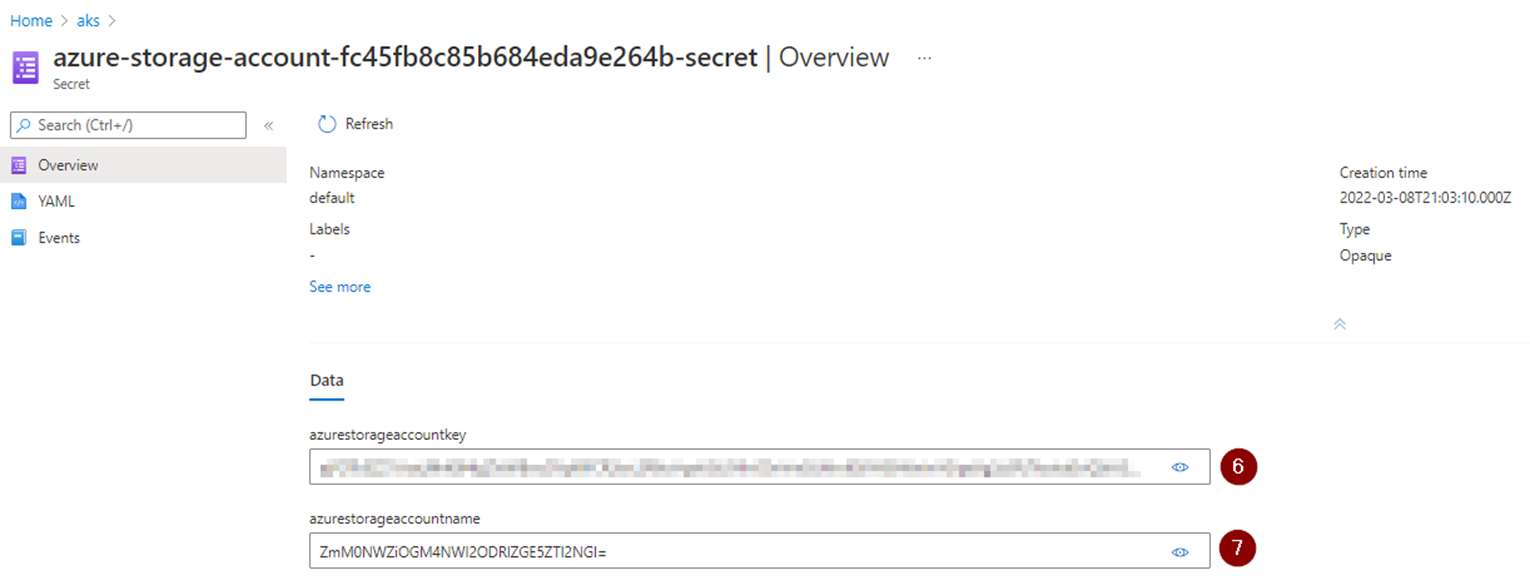 Home > aks >
azure-storage-account-fc45fb8c85b684eda9e264b-secret | Overview ...
Secret
Search (Ctrl+/) «
Refresh
Overview
YAML
Events
Namespace
default
Labels
-
See more
Creation time
2022-03-08T21:03:10.000Z
Type
Opaque
Data
azurestorageaccountkey
6
azurestorageaccountname
ZmM0NWZiOGM4NWI2ODRlZGE5ZTI2NGI=
7